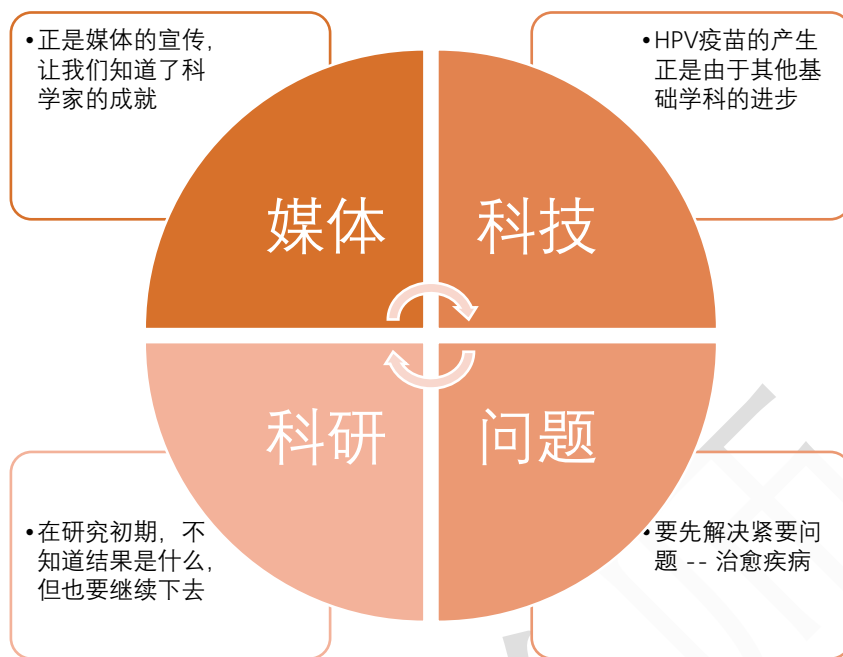 •正是媒体的宣传,
让我们知道了科
学家的成就
•HPV疫苗的产生
正是由于其他基
础学科的进步
媒体
科技
科研
问题
•在研究初期，不
知道结果是什么,
但也要继续下去
•要先解决紧要问
题 -- 治愈疾病